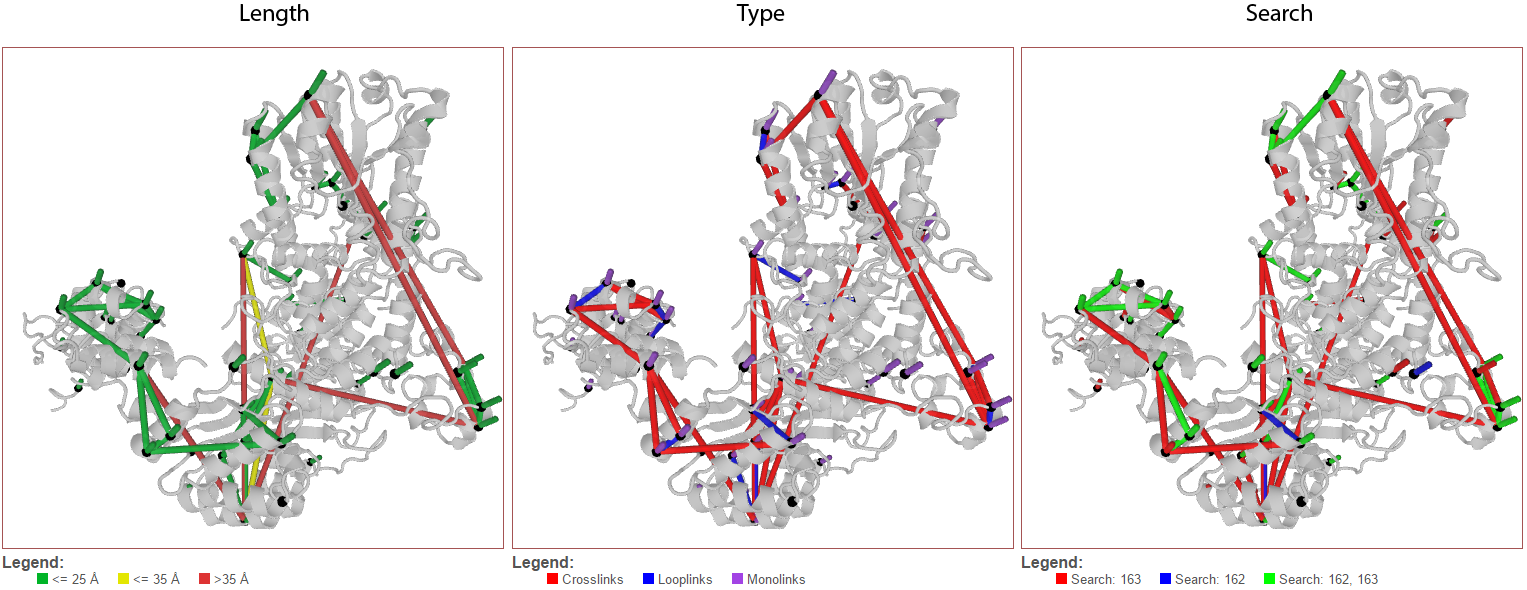 Length Type Search
Legend: Legend: Legend:
<= 25 Å <= 35 Å >35 Å Crosslinks Looplinks Monolinks Search: 163 Search: 162 Search: 162, 163